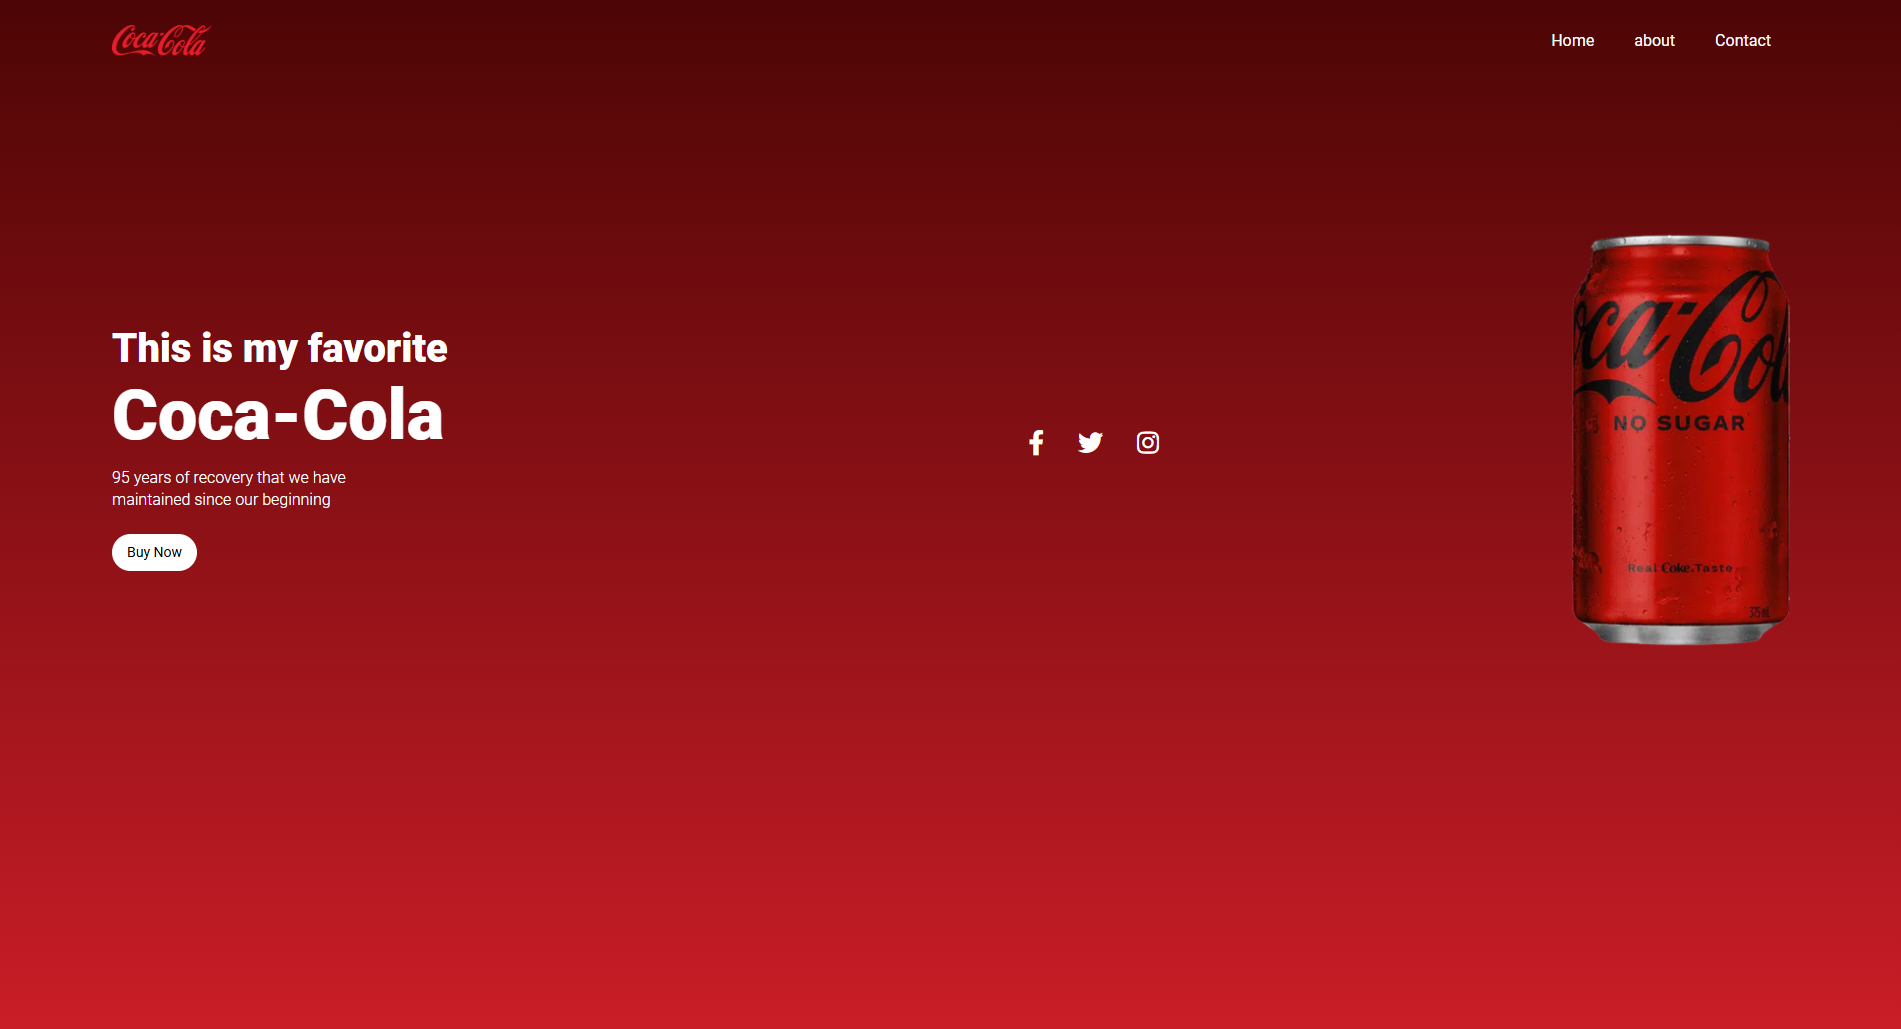 Coca-Cola
Home
about
Contact
This is my favorite
Coca-Cola
95 years of recovery that we have
maintained since our beginning
Buy Now
oca-Col
NO SUGAR
Real Coke Taste
375 mL